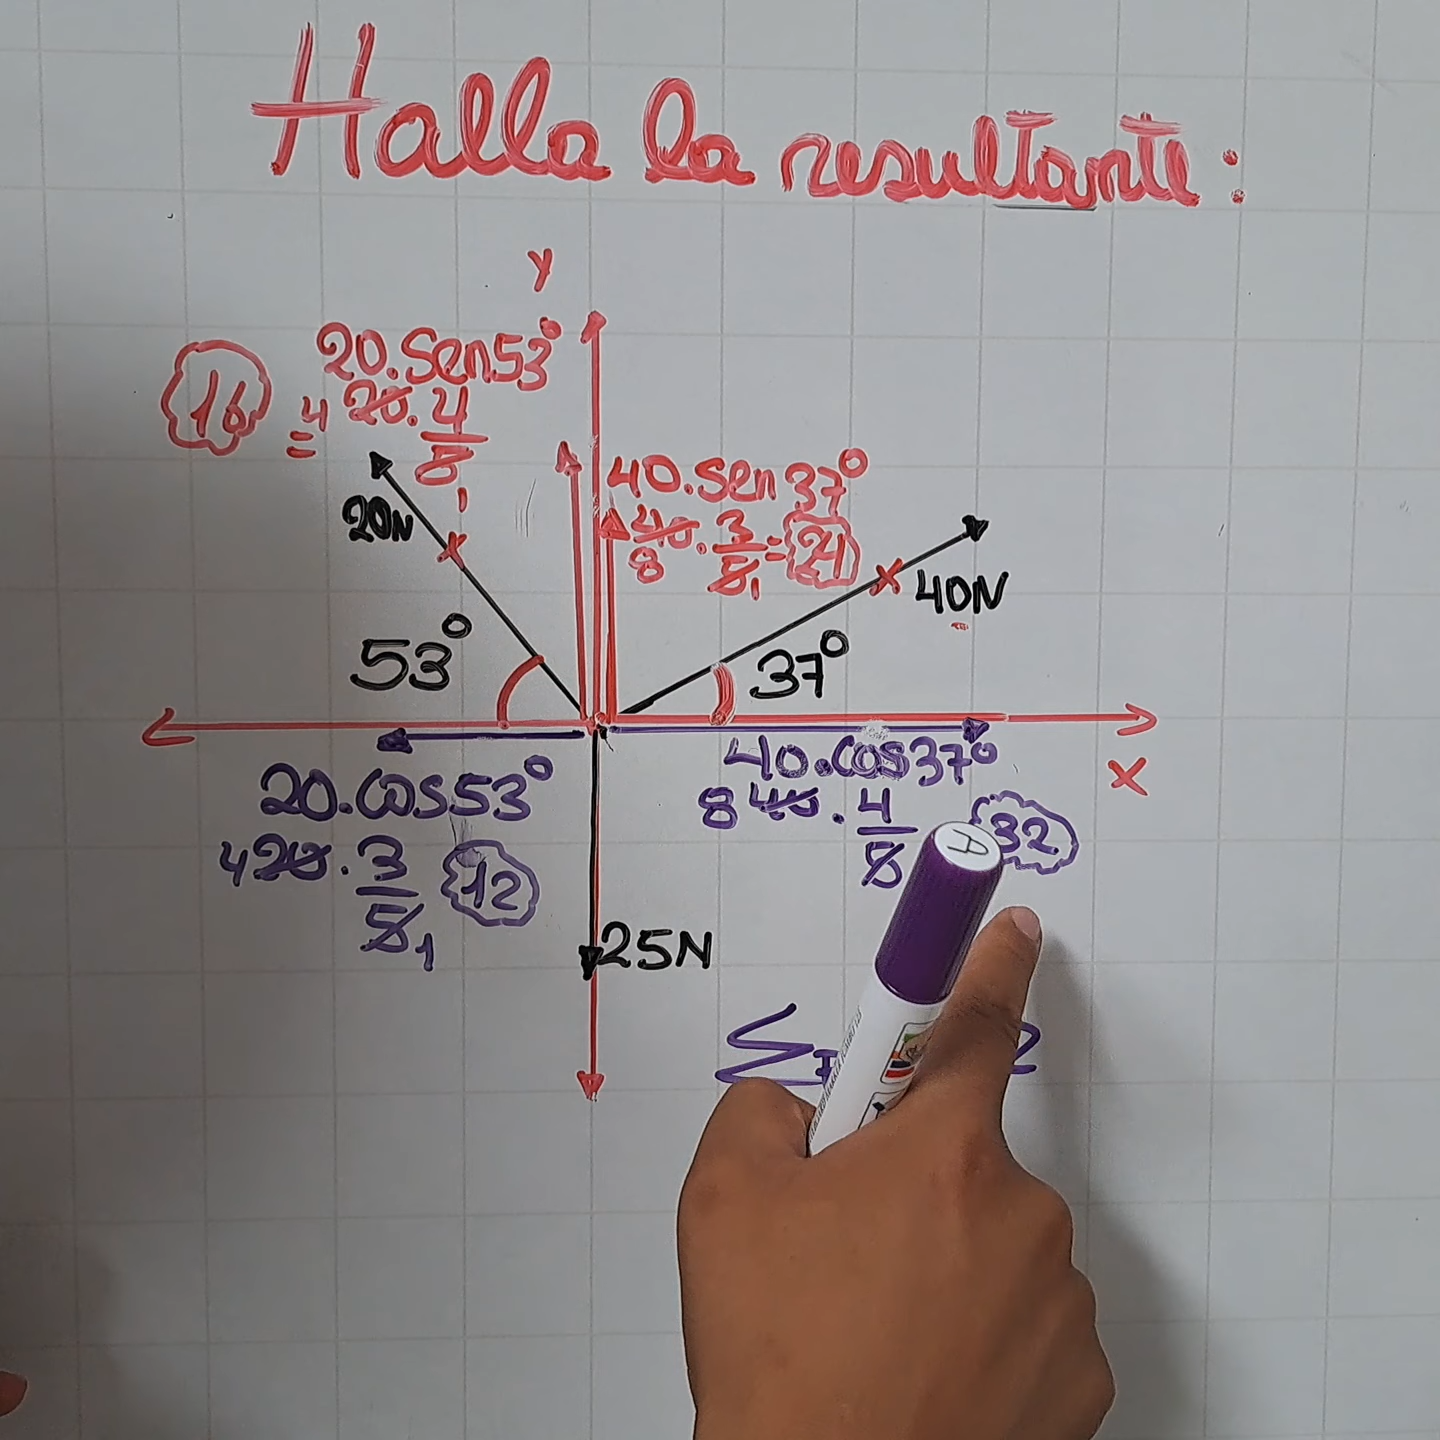 Halla la resultante:
y
20.Sen53°
16 = 4 20. 4/5 1
40.sen 37°
40/8 . 3/5 1 = 24
20N
40N
53°
37°
x
20.cos53°
4 20 . 3/5 1 12
40.cos37°
8 40 . 4/5 32
25N
Σ
A